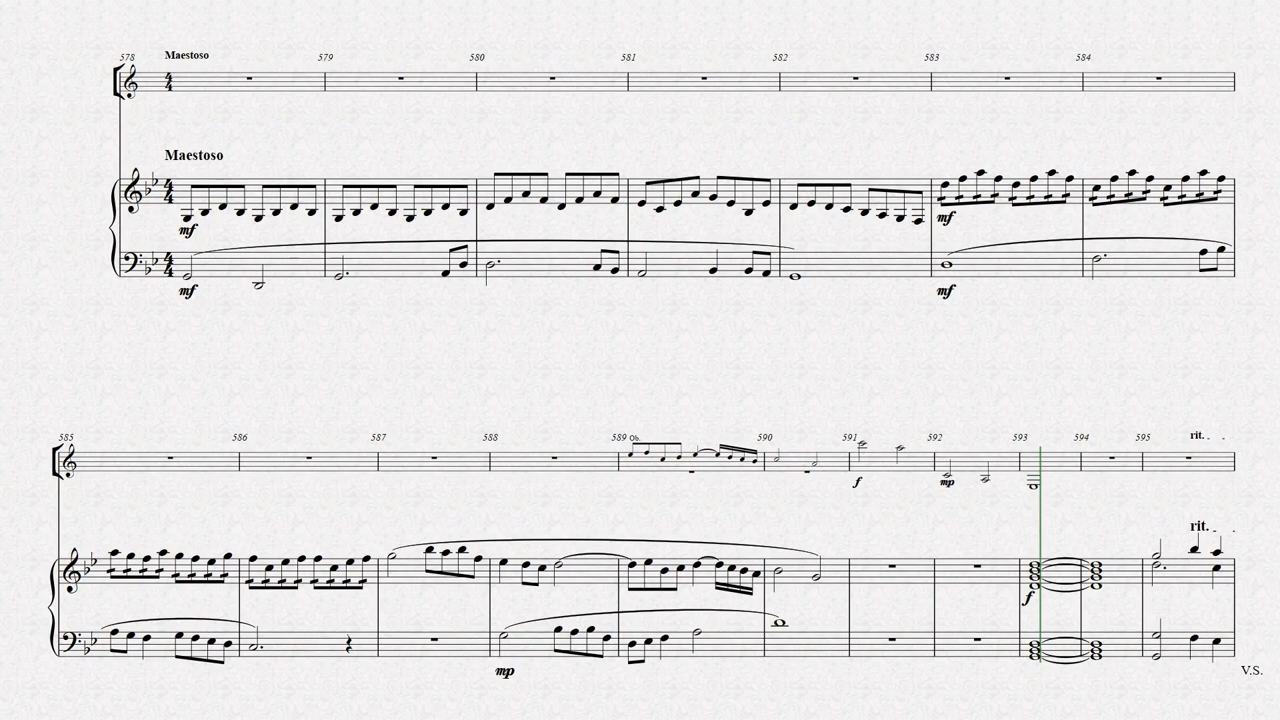 578 Maestoso 579 580 581 582 583 584
Maestoso
mf mf
mf mf
585 586 587 588 589 Ob. 590 591 592 593 594 595 rit. _ _
f mp
rit. _ _
f
mp V.S.